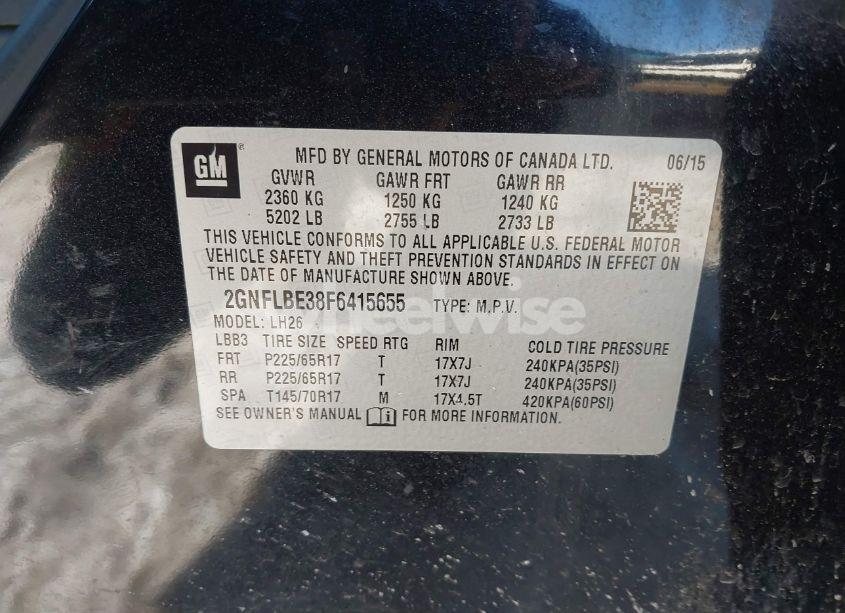 GM ® MFD BY GENERAL MOTORS OF CANADA LTD. 06/15
GVWR GAWR FRT GAWR RR
2360 KG 1250 KG 1240 KG
5202 LB 2755 LB 2733 LB
THIS VEHICLE CONFORMS TO ALL APPLICABLE U.S. FEDERAL MOTOR
VEHICLE SAFETY AND THEFT PREVENTION STANDARDS IN EFFECT ON
THE DATE OF MANUFACTURE SHOWN ABOVE.
2GNFLBE38F6415655 TYPE: M.P.V.
wheelwise
MODEL: LH26
LBB3 TIRE SIZE SPEED RTG RIM COLD TIRE PRESSURE
FRT P225/65R17 T 17X7J 240KPA(35PSI)
RR P225/65R17 T 17X7J 240KPA(35PSI)
SPA T145/70R17 M 17X4.5T 420KPA(60PSI)
SEE OWNER'S MANUAL i FOR MORE INFORMATION.